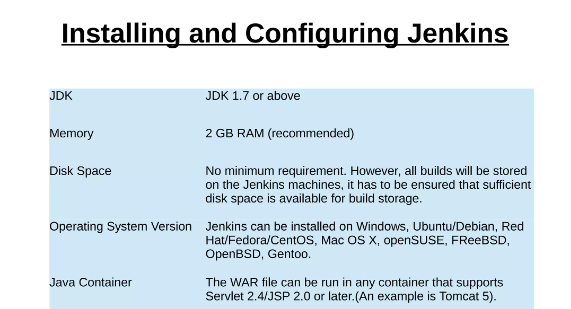 Installing and Configuring Jenkins
JDK JDK 1.7 or above
Memory 2 GB RAM (recommended)
Disk Space No minimum requirement. However, all builds will be stored
on the Jenkins machines, it has to be ensured that sufficient
disk space is available for build storage.
Operating System Version Jenkins can be installed on Windows, Ubuntu/Debian, Red
Hat/Fedora/CentOS, Mac OS X, openSUSE, FReeBSD,
OpenBSD, Gentoo.
Java Container The WAR file can be run in any container that supports
Servlet 2.4/JSP 2.0 or later.(An example is Tomcat 5).